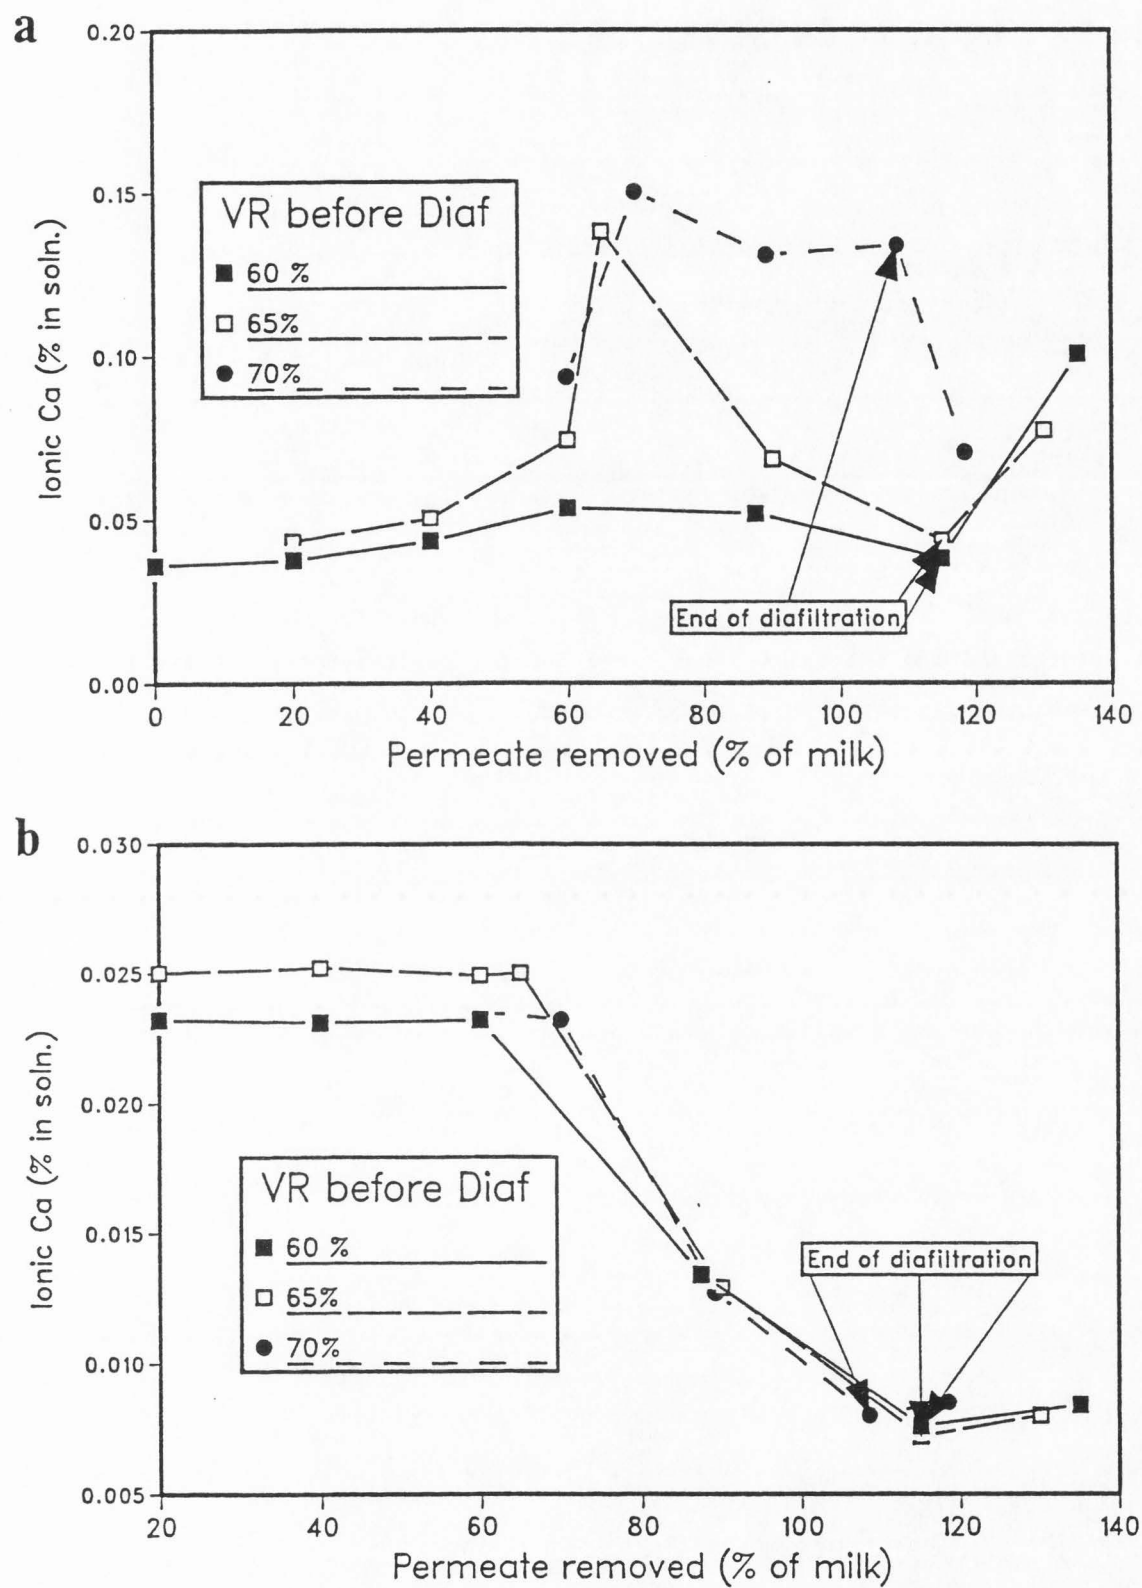 a
0.20
0.15
0.10
0.05
0.00
Ionic Ca (% in soln.)
VR before Diaf
60 %
65%
70%
End of diafiltration
0 20 40 60 80 100 120 140
Permeate removed (% of milk)
b
0.030
0.025
0.020
0.015
0.010
0.005
Ionic Ca (% in soln.)
VR before Diaf
60 %
65%
70%
End of diafiltration
20 40 60 80 100 120 140
Permeate removed (% of milk)